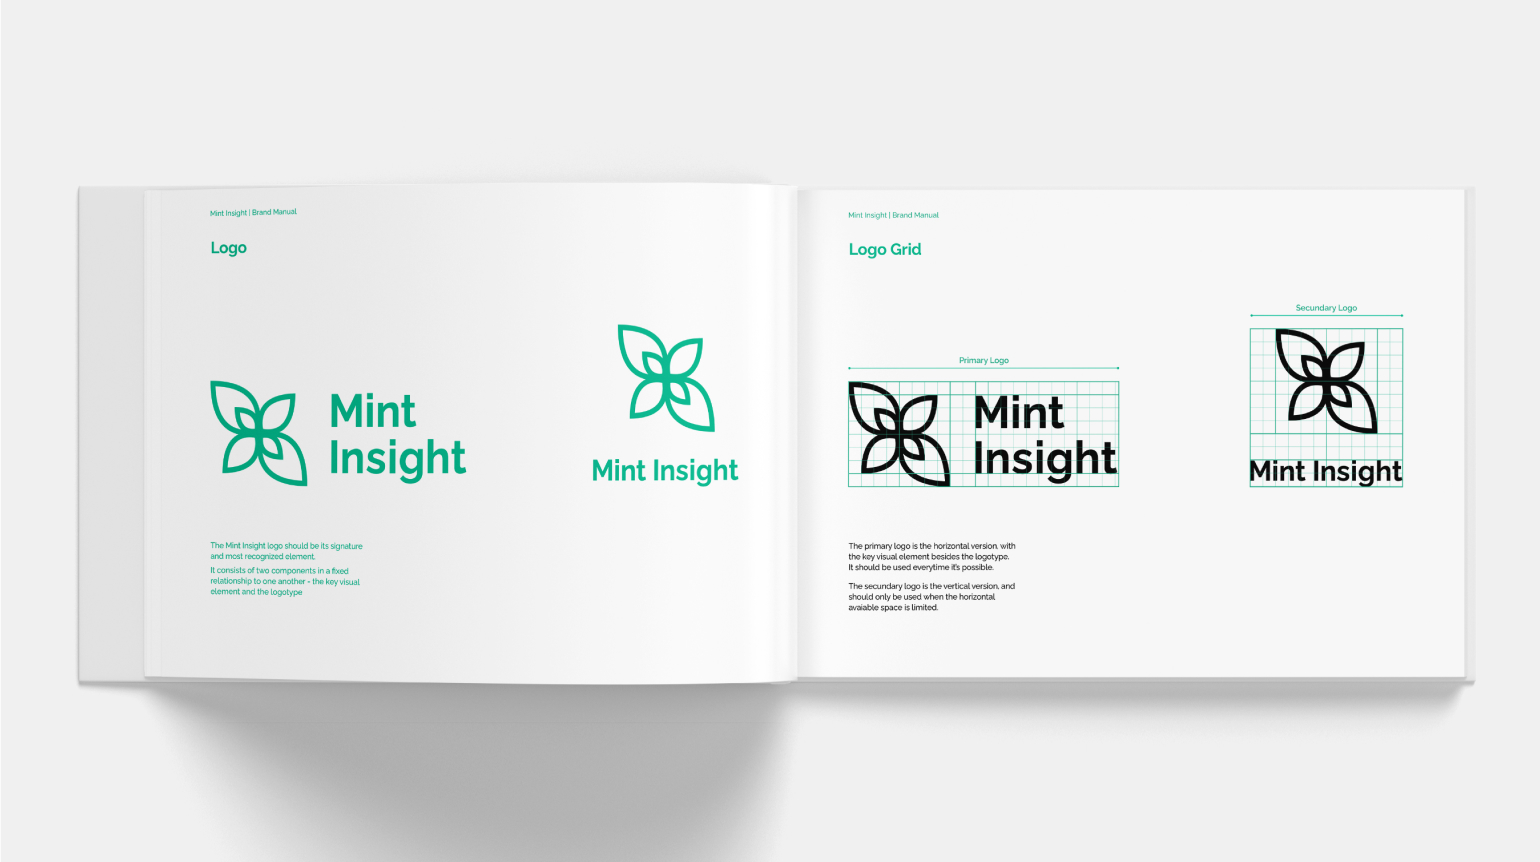 Mint Insight | Brand Manual
Logo
Mint
Insight
Mint Insight
The Mint Insight logo should be its signature
and most recognized element.
It consists of two components in a fixed
relationship to one another - the key visual
element and the logotype
Mint Insight | Brand Manual
Logo Grid
Primary Logo
Mint
Insight
Secundary Logo
Mint Insight
The primary logo is the horizontal version, with
the key visual element besides the logotype.
It should be used everytime it's possible.
The secundary logo is the vertical version, and
should only be used when the horizontal
avaiable space is limited.